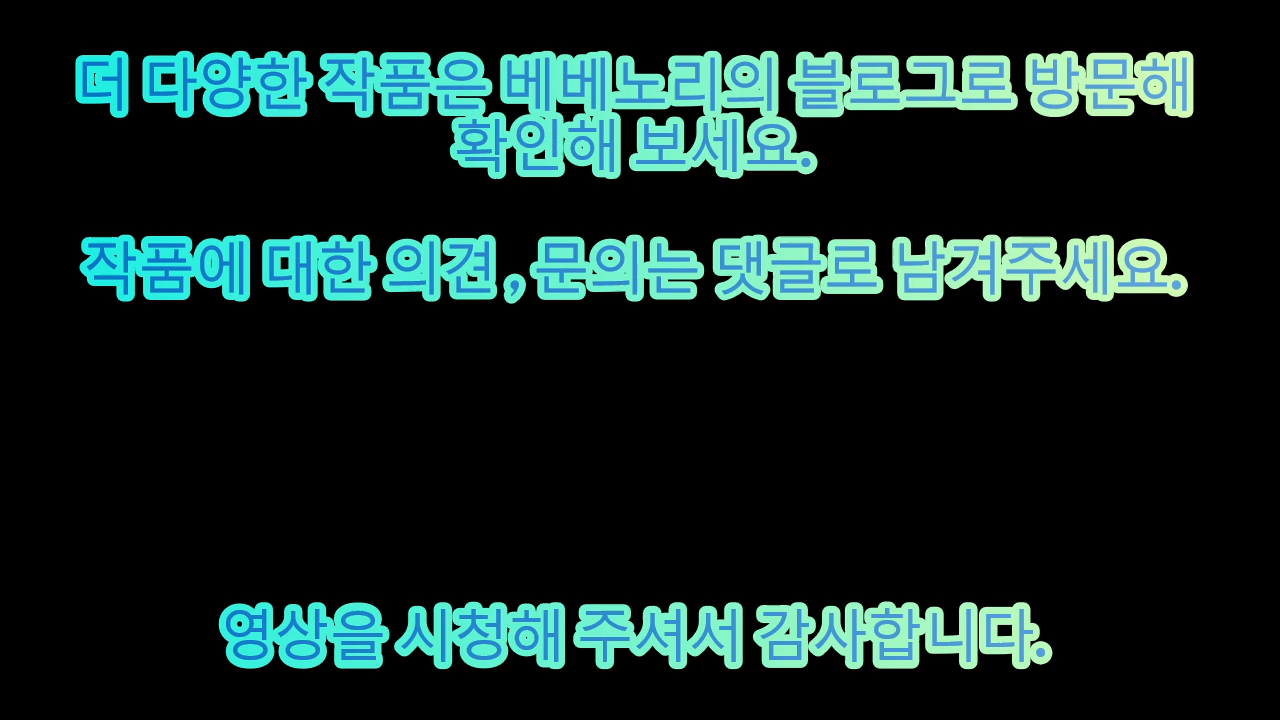 더 다양한 작품은 베베노리의 블로그로 방문해
확인해 보세요.
작품에 대한 의견, 문의는 댓글로 남겨주세요.
영상을 시청해 주셔서 감사합니다.